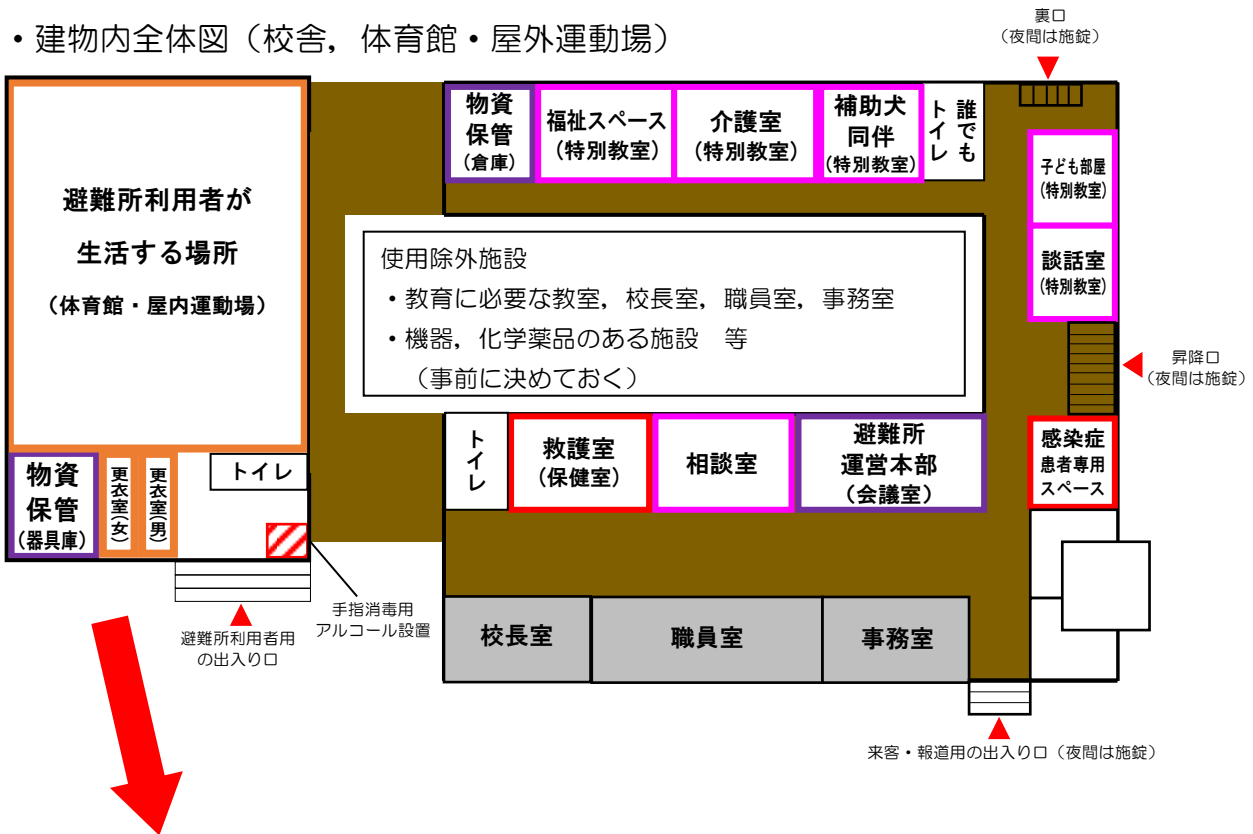 ・建物内全体図（校舎，体育館・屋外運動場）
裏口
（夜間は施錠）
避難所利用者が
生活する場所
（体育館・屋内運動場）
物資
保管
（倉庫）
福祉スペース
（特別教室）
介護室
（特別教室）
補助犬
同伴
（特別教室）
誰でも
トイレ
子ども部屋
（特別教室）
談話室
（特別教室）
使用除外施設
・教育に必要な教室，校長室，職員室，事務室
・機器，化学薬品のある施設　等
（事前に決めておく）
昇降口
（夜間は施錠）
物資
保管
（器具庫）
更衣室（女）
更衣室（男）
トイレ
トイレ
救護室
（保健室）
相談室
避難所
運営本部
（会議室）
感染症
患者専用
スペース
手指消毒用
アルコール設置
避難所利用者用
の出入り口
校長室
職員室
事務室
来客・報道用の出入り口（夜間は施錠）